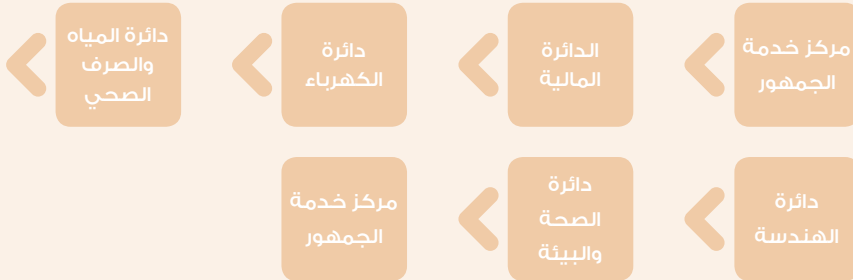 مركز خدمة
الجمهور
الدائرة
المالية
دائرة
الكهرباء
دائرة المياه
والصرف
الصحي
دائرة
الهندسة
دائرة
الصحة
والبيئة
مركز خدمة
الجمهور